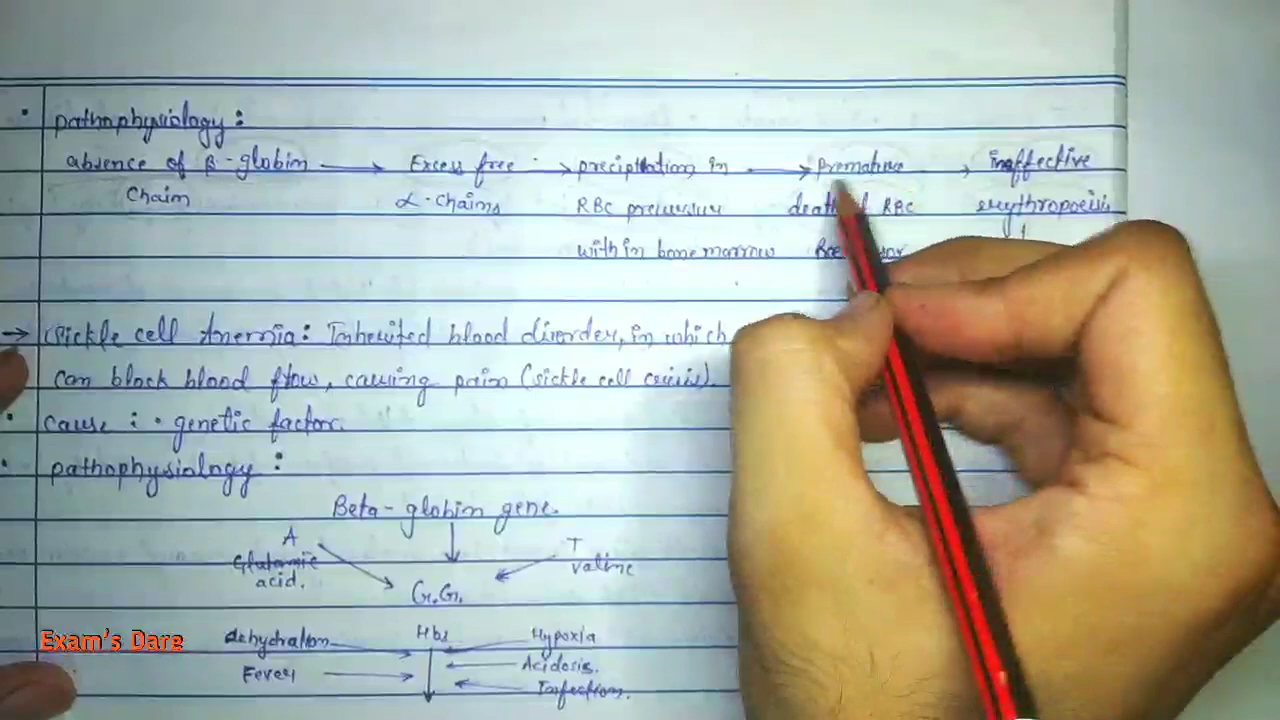 pathophysiology :
absence of β-globin → Excess free → precipitation in → Premature → ineffective
Chain α-chains RBC precursur death of RBC erythropoeisis
within bone marrow
→ Sickle cell Anemia : Inherited blood disorder, in which
can block blood flow, causing pain (sickle cell crisis).
• cause : • genetic factor.
• pathophysiology :
Beta-globin gene.
A T
Glutamic valine
acid.
G.G.
dehydration Hbs Hypoxia
Fever Acidosis.
Infection.
Exam's Dare